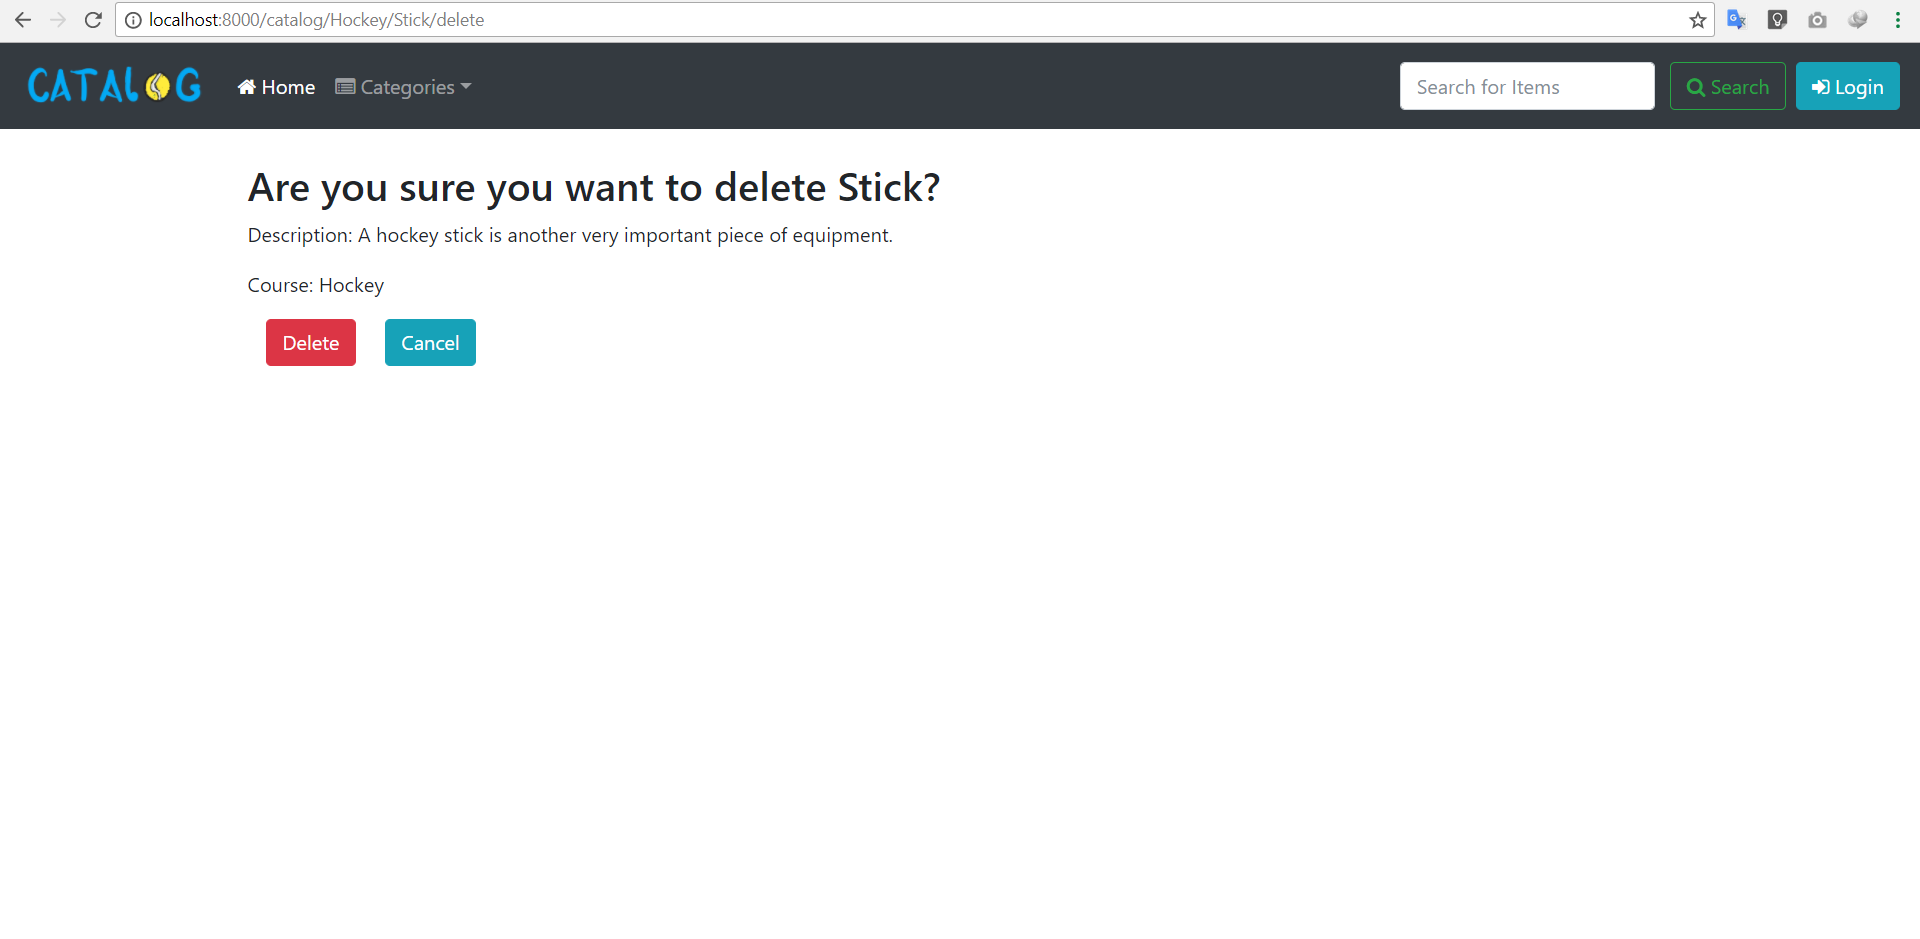 localhost:8000/catalog/Hockey/Stick/delete
CATALOG Home Categories Search for Items Search Login
Are you sure you want to delete Stick?
Description: A hockey stick is another very important piece of equipment.
Course: Hockey
Delete Cancel